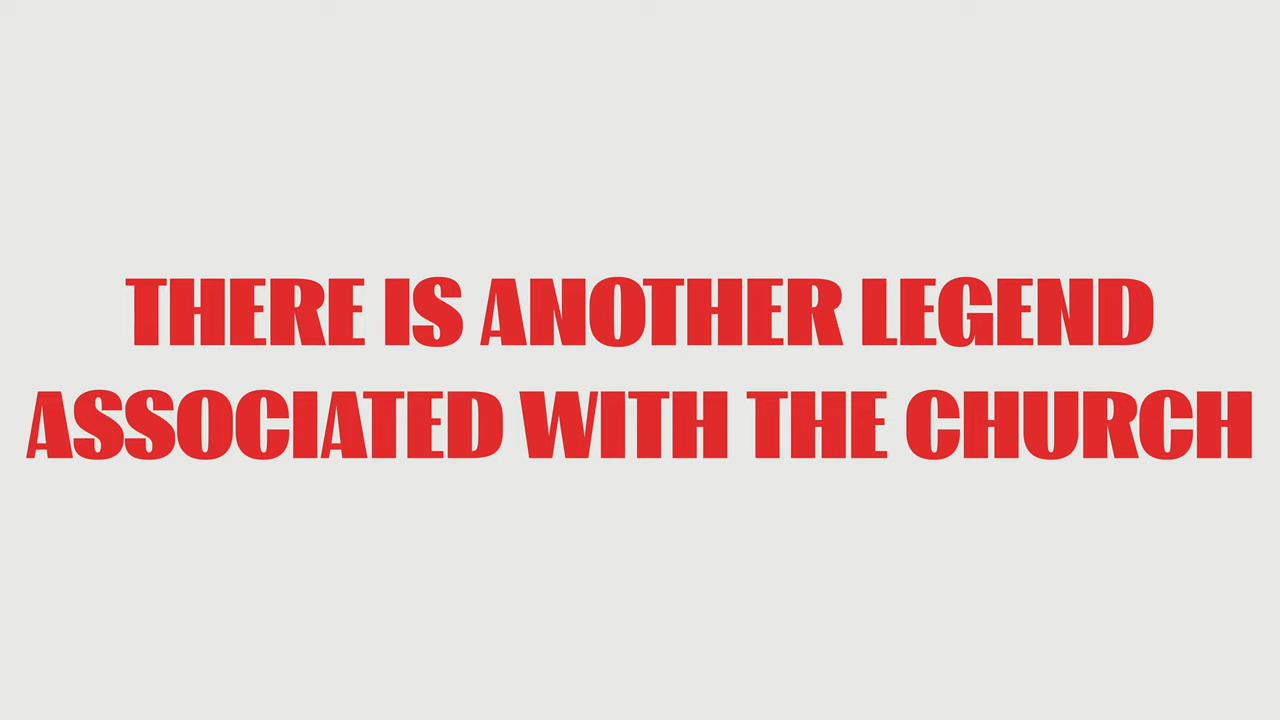 THERE IS ANOTHER LEGEND
ASSOCIATED WITH THE CHURCH